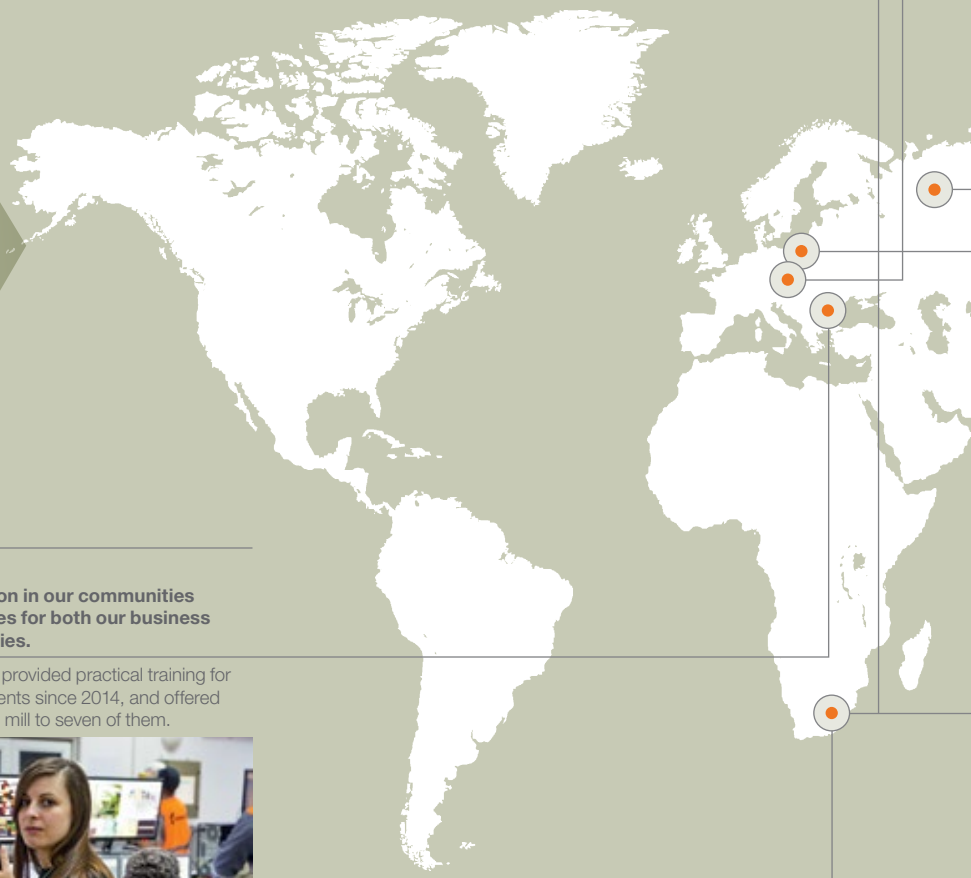 on in our communities
es for both our business
ies.
provided practical training for
ents since 2014, and offered
mill to seven of them.